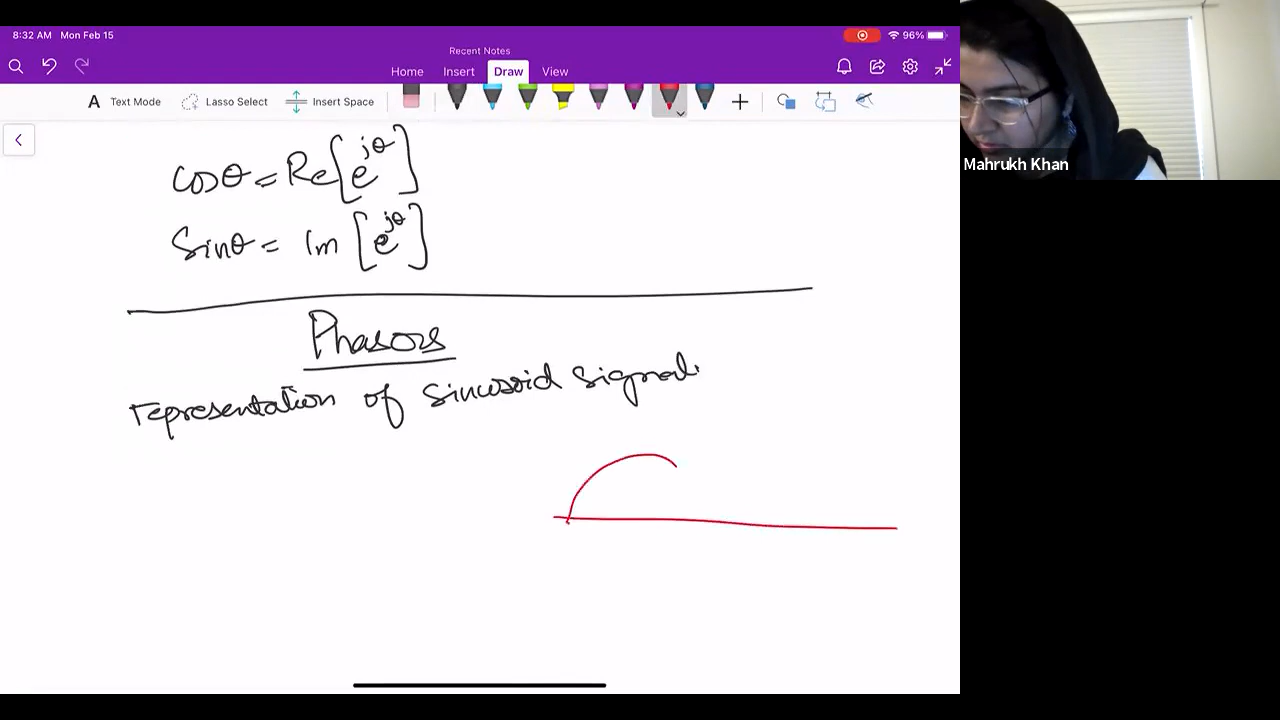 8:32 AM Mon Feb 15
96%
Recent Notes
Home Insert Draw View
Text Mode Lasso Select Insert Space
Mahrukh Khan
cosθ = Re[e^jθ]
Sinθ = Im [e^jθ]
Phasors
representation of sinusoid signal.